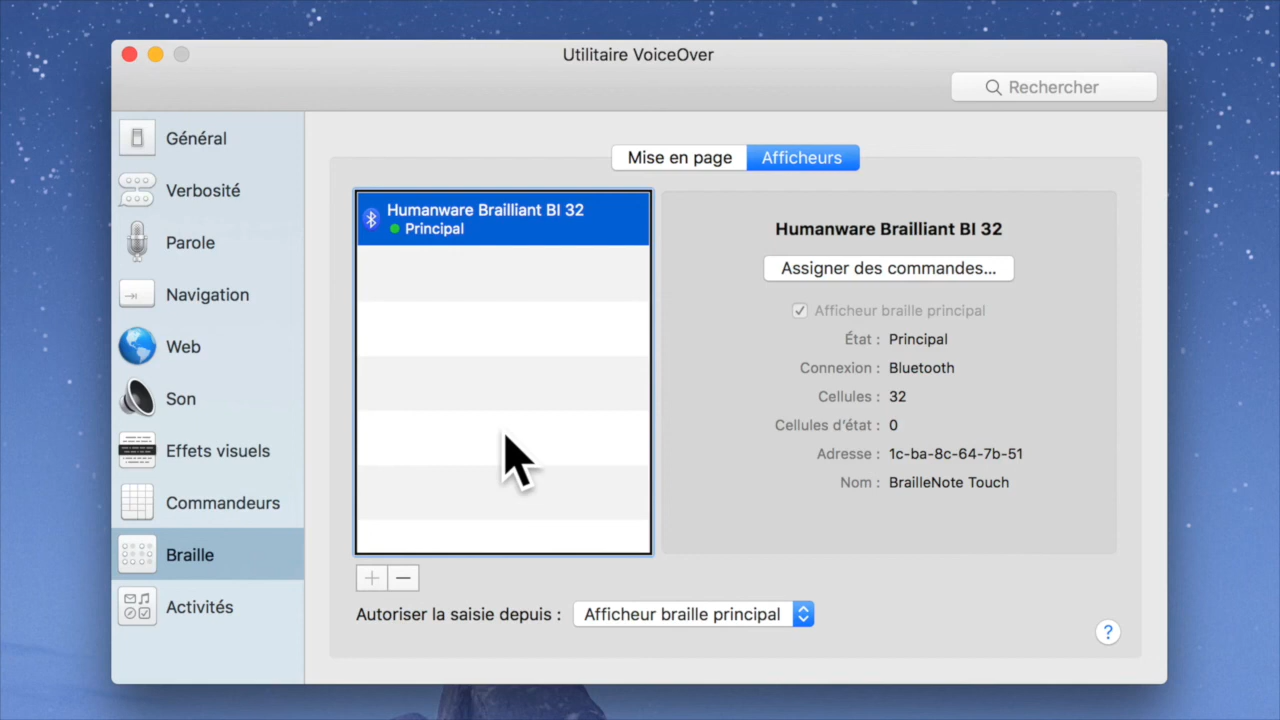 Utilitaire VoiceOver
Rechercher
Général
Verbosité
Parole
Navigation
Web
Son
Effets visuels
Commandeurs
Braille
Activités
Mise en page
Afficheurs
Humanware Brailliant BI 32
Principal
Humanware Brailliant BI 32
Assigner des commandes...
Afficheur braille principal
État : Principal
Connexion : Bluetooth
Cellules : 32
Cellules d'état : 0
Adresse : 1c-ba-8c-64-7b-51
Nom : BrailleNote Touch
+ −
Autoriser la saisie depuis : Afficheur braille principal
?